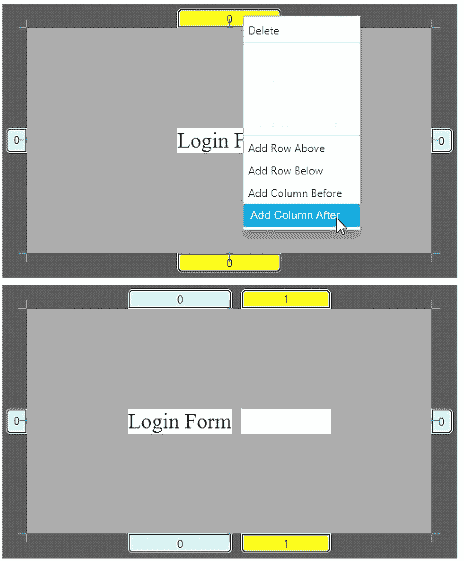 0
Delete
Login F
0
0
Add Row Above
Add Row Below
Add Column Before
Add Column After
0
0
1
0
Login Form
0
0
1